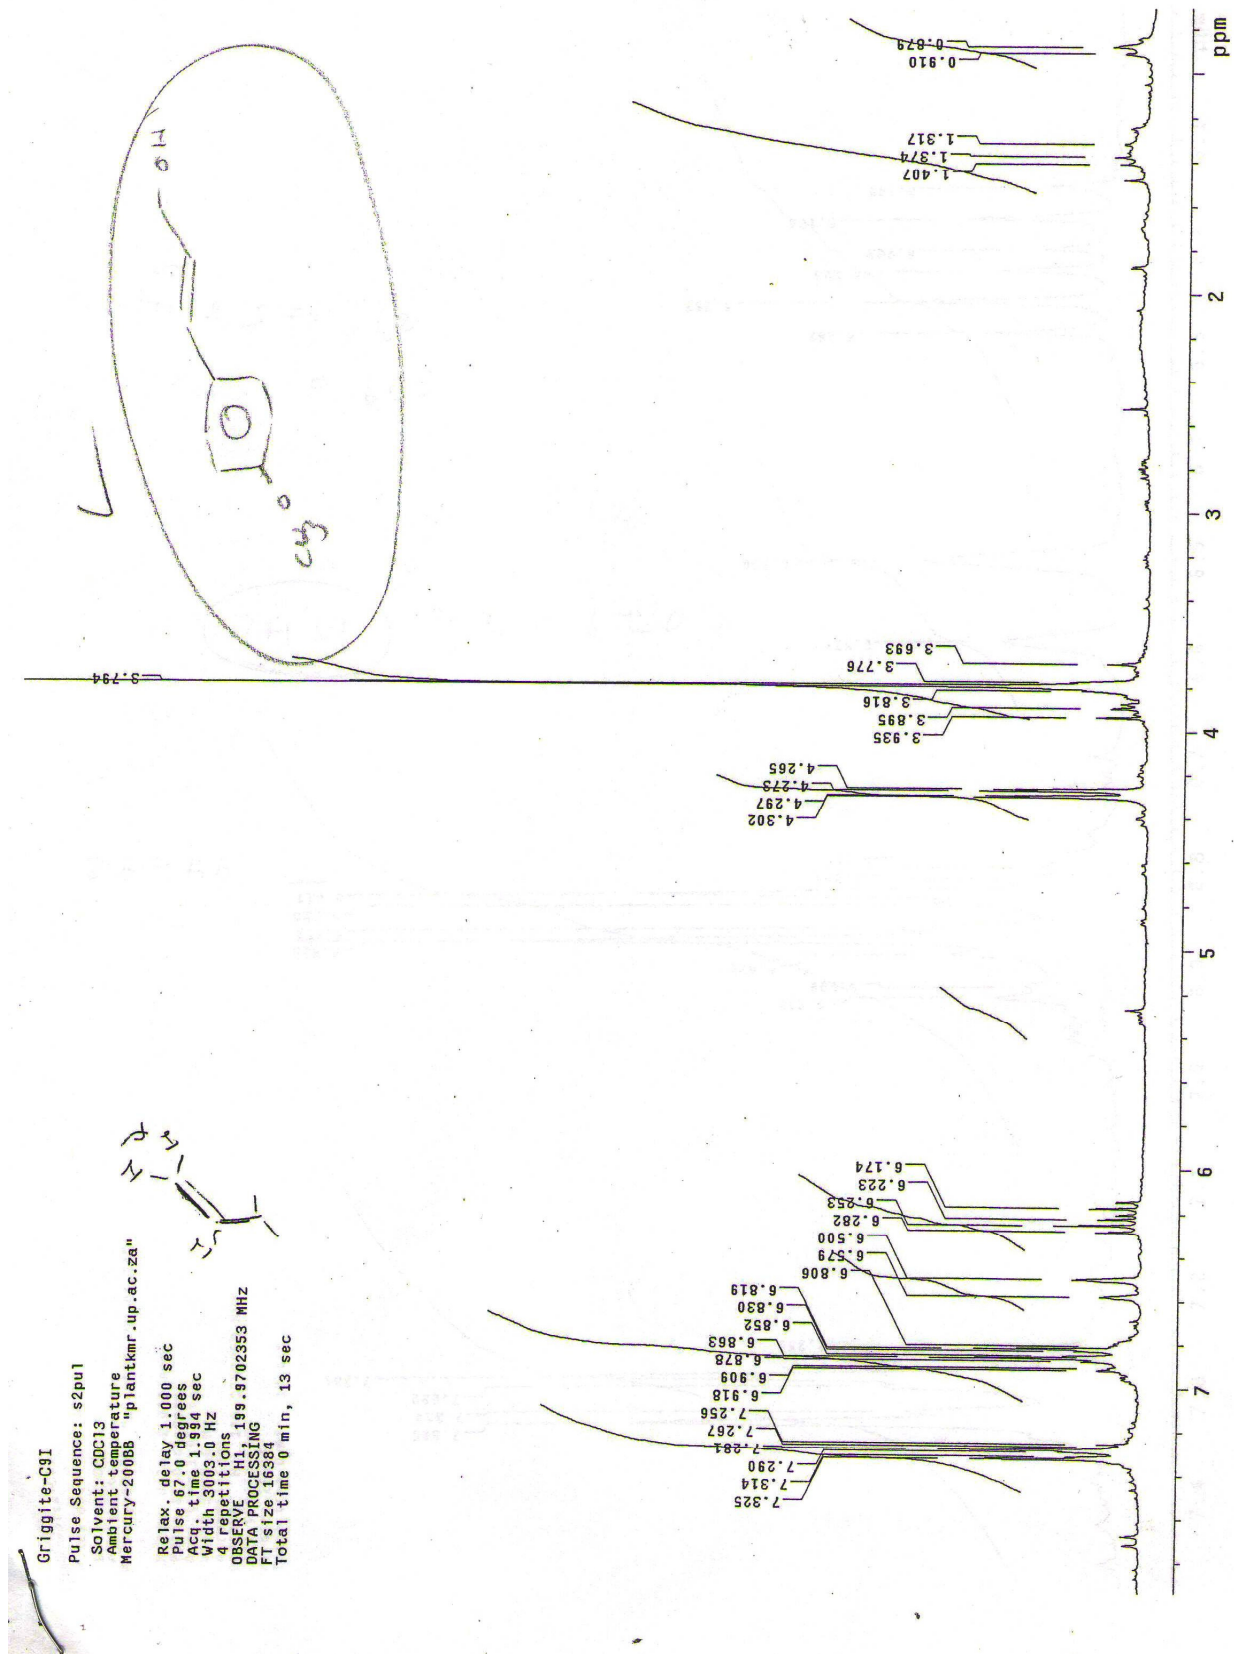 Griggite-C9I
Pulse Sequence: s2pul
Solvent: CDCl3
Ambient temperature
Mercury-200BB "plantkmr.up.ac.za"
Relax. delay 1.000 sec
Pulse 67.0 degrees
Acq. time 1.994 sec
Width 3003.0 Hz
4 repetitions
OBSERVE H1, 199.9702353 MHz
DATA PROCESSING
FT size 16384
Total time 0 min, 13 sec
H
H
CH3
O
OH
7.325
7.314
7.290
7.281
7.267
7.256
6.918
6.909
6.878
6.863
6.852
6.830
6.819
6.806
6.579
6.500
6.282
6.253
6.223
6.174
4.302
4.297
4.273
4.265
3.935
3.895
3.816
3.794
3.776
3.693
1.407
1.374
1.317
0.910
0.879
7
6
5
4
3
2
ppm